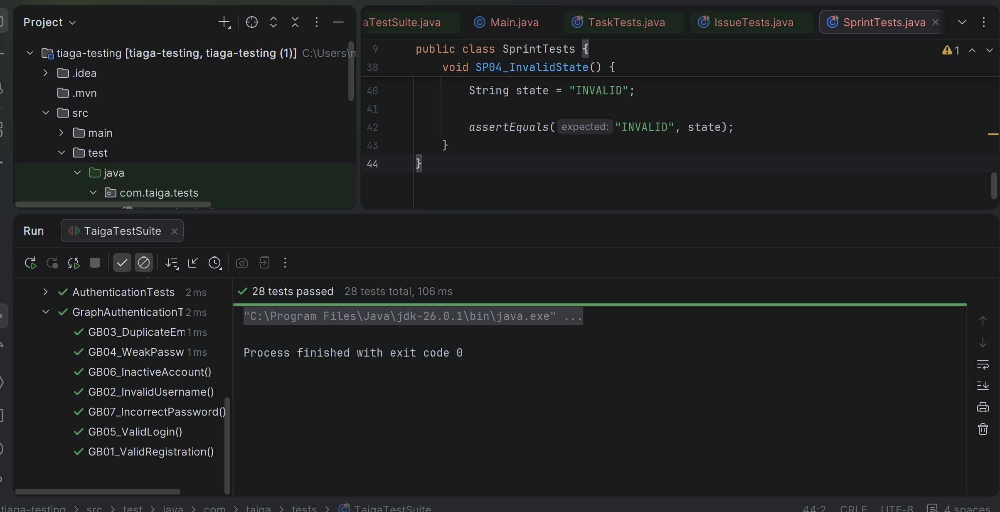 Project
tiaga-testing [tiaga-testing, tiaga-testing (1)] C:\Users\
.idea
.mvn
src
main
test
java
com.taiga.tests
aTestSuite.java
Main.java
TaskTests.java
IssueTests.java
SprintTests.java
1
9 public class SprintTests {
38 void SP04_InvalidState() {
40 String state = "INVALID";
41
42 assertEquals( expected: "INVALID", state);
43 }
44 }
Run
TaigaTestSuite
AuthenticationTests 2 ms
GraphAuthenticationT 2 ms
GB03_DuplicateEm 1 ms
GB04_WeakPassw 1 ms
GB06_InactiveAccount()
GB02_InvalidUsername()
GB07_IncorrectPassword()
GB05_ValidLogin()
GB01_ValidRegistration()
28 tests passed 28 tests total, 106 ms
"C:\Program Files\Java\jdk-26.0.1\bin\java.exe" ...
Process finished with exit code 0
tiaga-testing > src > test > java > com > taiga > tests > TaigaTestSuite
44:2 CRLF UTF-8 4 spaces